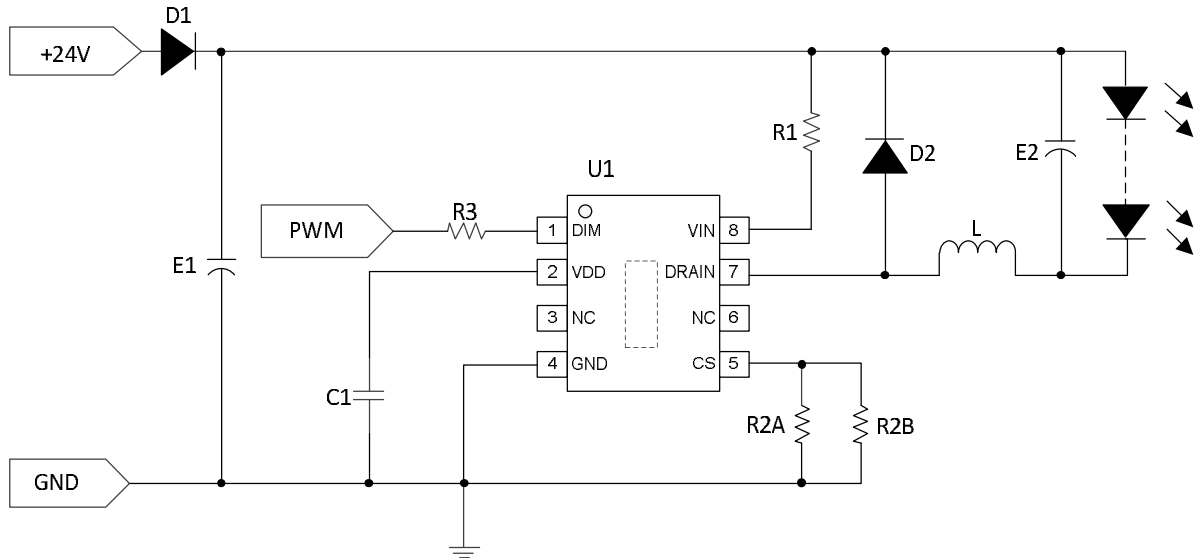 D1
+24V
R1
D2
E2
U1
PWM
R3
1 DIM
VIN 8
E1
2 VDD
DRAIN 7
L
3 NC
NC 6
4 GND
CS 5
C1
R2A
R2B
GND